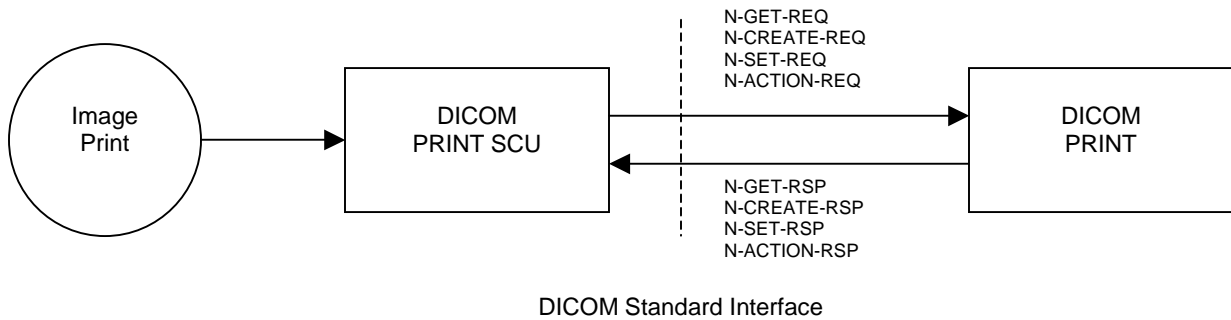 N-GET-REQ
N-CREATE-REQ
N-SET-REQ
N-ACTION-REQ
Image
Print
DICOM
PRINT SCU
DICOM
PRINT
N-GET-RSP
N-CREATE-RSP
N-SET-RSP
N-ACTION-RSP
DICOM Standard Interface